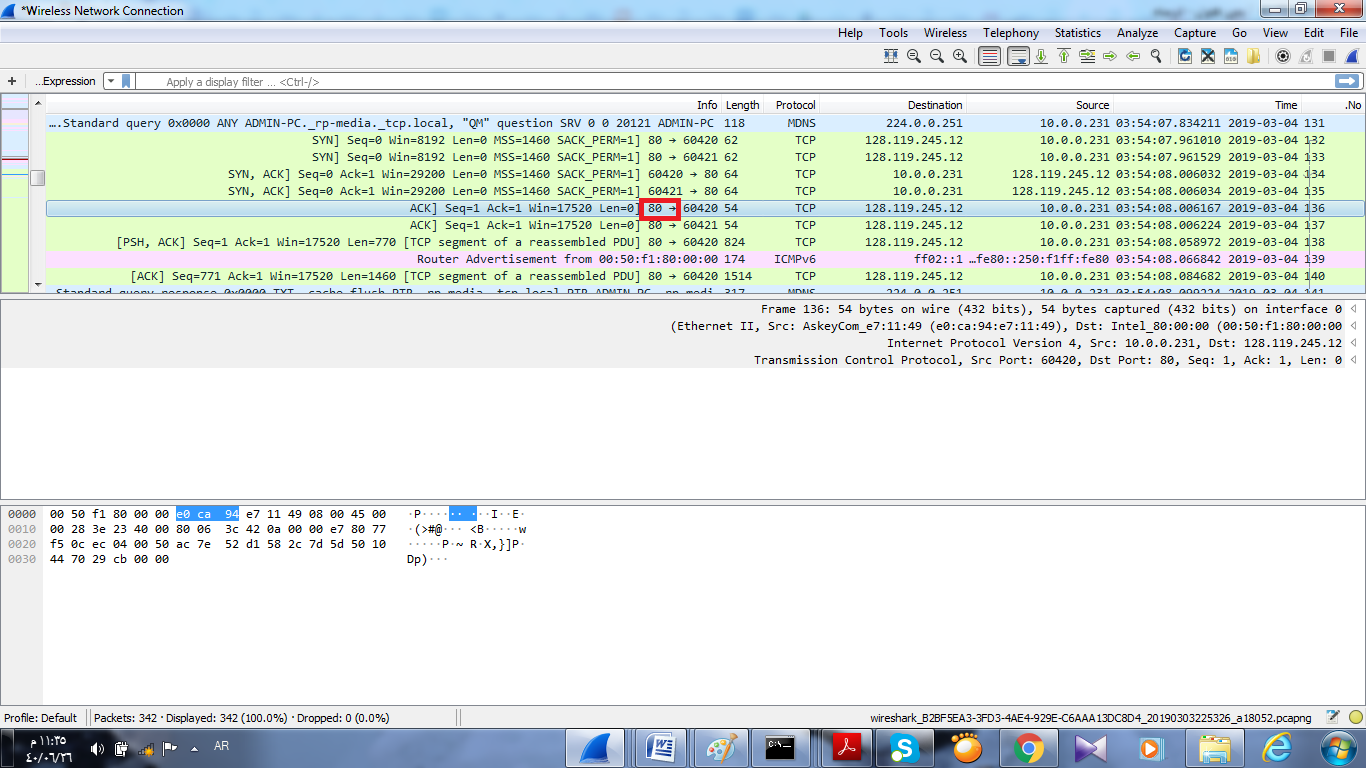 *Wireless Network Connection
Help Tools Wireless Telephony Statistics Analyze Capture Go View Edit File
+ ...Expression Apply a display filter ... <Ctrl-/>
Info Length Protocol Destination Source Time .No
...Standard query 0x0000 ANY ADMIN-PC._rp-media._tcp.local, "QM" question SRV 0 0 20121 ADMIN-PC 118 MDNS 224.0.0.251 10.0.0.231 03:54:07.834211 2019-03-04 131
SYN] Seq=0 Win=8192 Len=0 MSS=1460 SACK_PERM=1] 80 → 60420 62 TCP 128.119.245.12 10.0.0.231 03:54:07.961010 2019-03-04 132
SYN] Seq=0 Win=8192 Len=0 MSS=1460 SACK_PERM=1] 80 → 60421 62 TCP 128.119.245.12 10.0.0.231 03:54:07.961529 2019-03-04 133
SYN, ACK] Seq=0 Ack=1 Win=29200 Len=0 MSS=1460 SACK_PERM=1] 60420 → 80 64 TCP 10.0.0.231 128.119.245.12 03:54:08.006032 2019-03-04 134
SYN, ACK] Seq=0 Ack=1 Win=29200 Len=0 MSS=1460 SACK_PERM=1] 60421 → 80 64 TCP 10.0.0.231 128.119.245.12 03:54:08.006034 2019-03-04 135
ACK] Seq=1 Ack=1 Win=17520 Len=0] 80 → 60420 54 TCP 128.119.245.12 10.0.0.231 03:54:08.006167 2019-03-04 136
ACK] Seq=1 Ack=1 Win=17520 Len=0] 80 → 60421 54 TCP 128.119.245.12 10.0.0.231 03:54:08.006224 2019-03-04 137
[PSH, ACK] Seq=1 Ack=1 Win=17520 Len=770 [TCP segment of a reassembled PDU] 80 → 60420 824 TCP 128.119.245.12 10.0.0.231 03:54:08.058972 2019-03-04 138
Router Advertisement from 00:50:f1:80:00:00 174 ICMPv6 ff02::1 ...fe80::250:f1ff:fe80 03:54:08.066842 2019-03-04 139
[ACK] Seq=771 Ack=1 Win=17520 Len=1460 [TCP segment of a reassembled PDU] 80 → 60420 1514 TCP 128.119.245.12 10.0.0.231 03:54:08.084682 2019-03-04 140
Frame 136: 54 bytes on wire (432 bits), 54 bytes captured (432 bits) on interface 0
(Ethernet II, Src: AskeyCom_e7:11:49 (e0:ca:94:e7:11:49), Dst: Intel_80:00:00 (00:50:f1:80:00:00
Internet Protocol Version 4, Src: 10.0.0.231, Dst: 128.119.245.12
Transmission Control Protocol, Src Port: 60420, Dst Port: 80, Seq: 1, Ack: 1, Len: 0
0000 00 50 f1 80 00 00 e0 ca 94 e7 11 49 08 00 45 00 ·P···· ·· ·  ··I··E·
0010 00 28 3e 23 40 00 80 06 3c 42 0a 00 00 e7 80 77 ·(>#@··· <B·····w
0020 f5 0c ec 04 00 50 ac 7e 52 d1 58 2c 7d 5d 50 10 ·····P·~ R·X,}]P·
0030 44 70 29 cb 00 00 Dp)···
Profile: Default Packets: 342 · Displayed: 342 (100.0%) · Dropped: 0 (0.0%) wireshark_B2BF5EA3-3FD3-4AE4-929E-C6AAA13DC8D4_20190303225326_a18052.pcapng
١١:٣٥ م
٤٠/٠٦/٢٦
AR
C:\
W
S